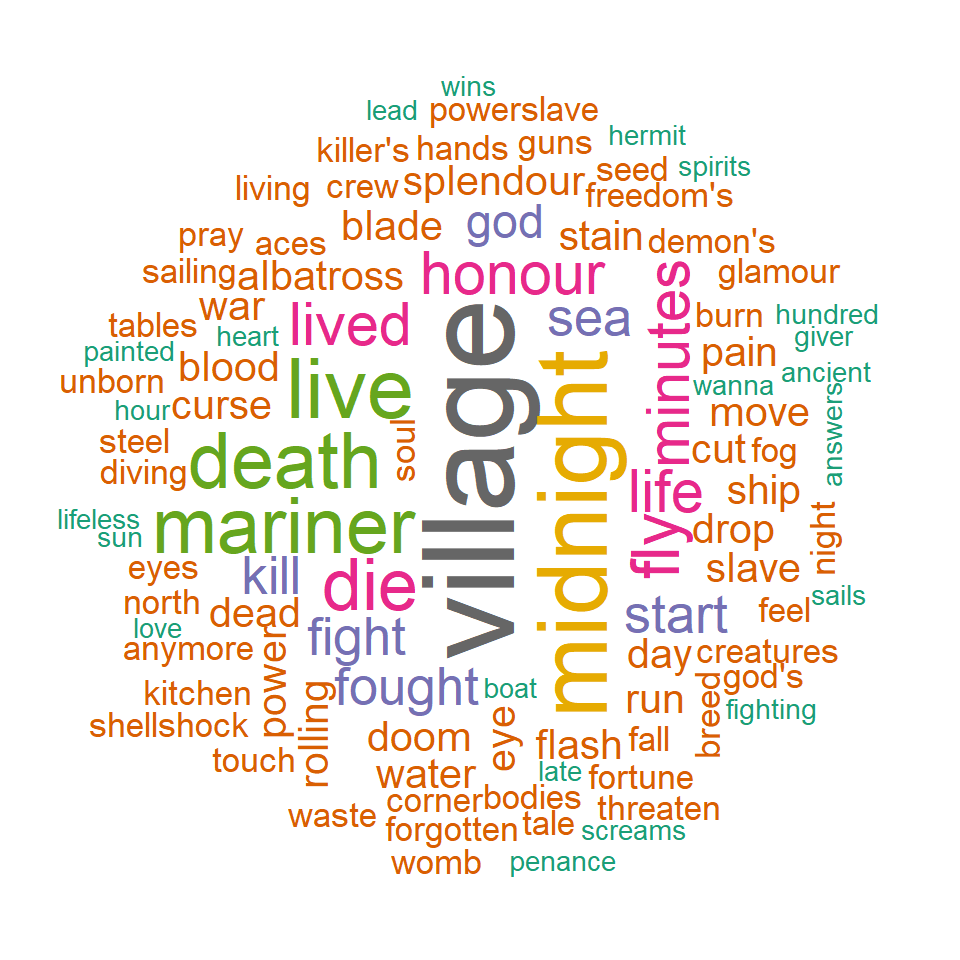 wins
lead powerslave
killer's hands guns hermit
living crew splendour seed spirits
freedom's
pray aces blade god stain demon's
sailing albatross honour minutes glamour
tables war lived village sea burn hundred
painted heart giver
unborn blood live midnight pain ancient
hour curse wanna move answers
steel death soul cut fog
diving life ship
lifeless mariner fly drop night
sun
eyes kill die slave
north dead start feel sails
love
anymore power fight day creatures
kitchen rolling fought boat run breed god's
shellshock fighting
touch doom eye flash fall
water late fortune
waste corner bodies threaten
forgotten tale screams
womb penance